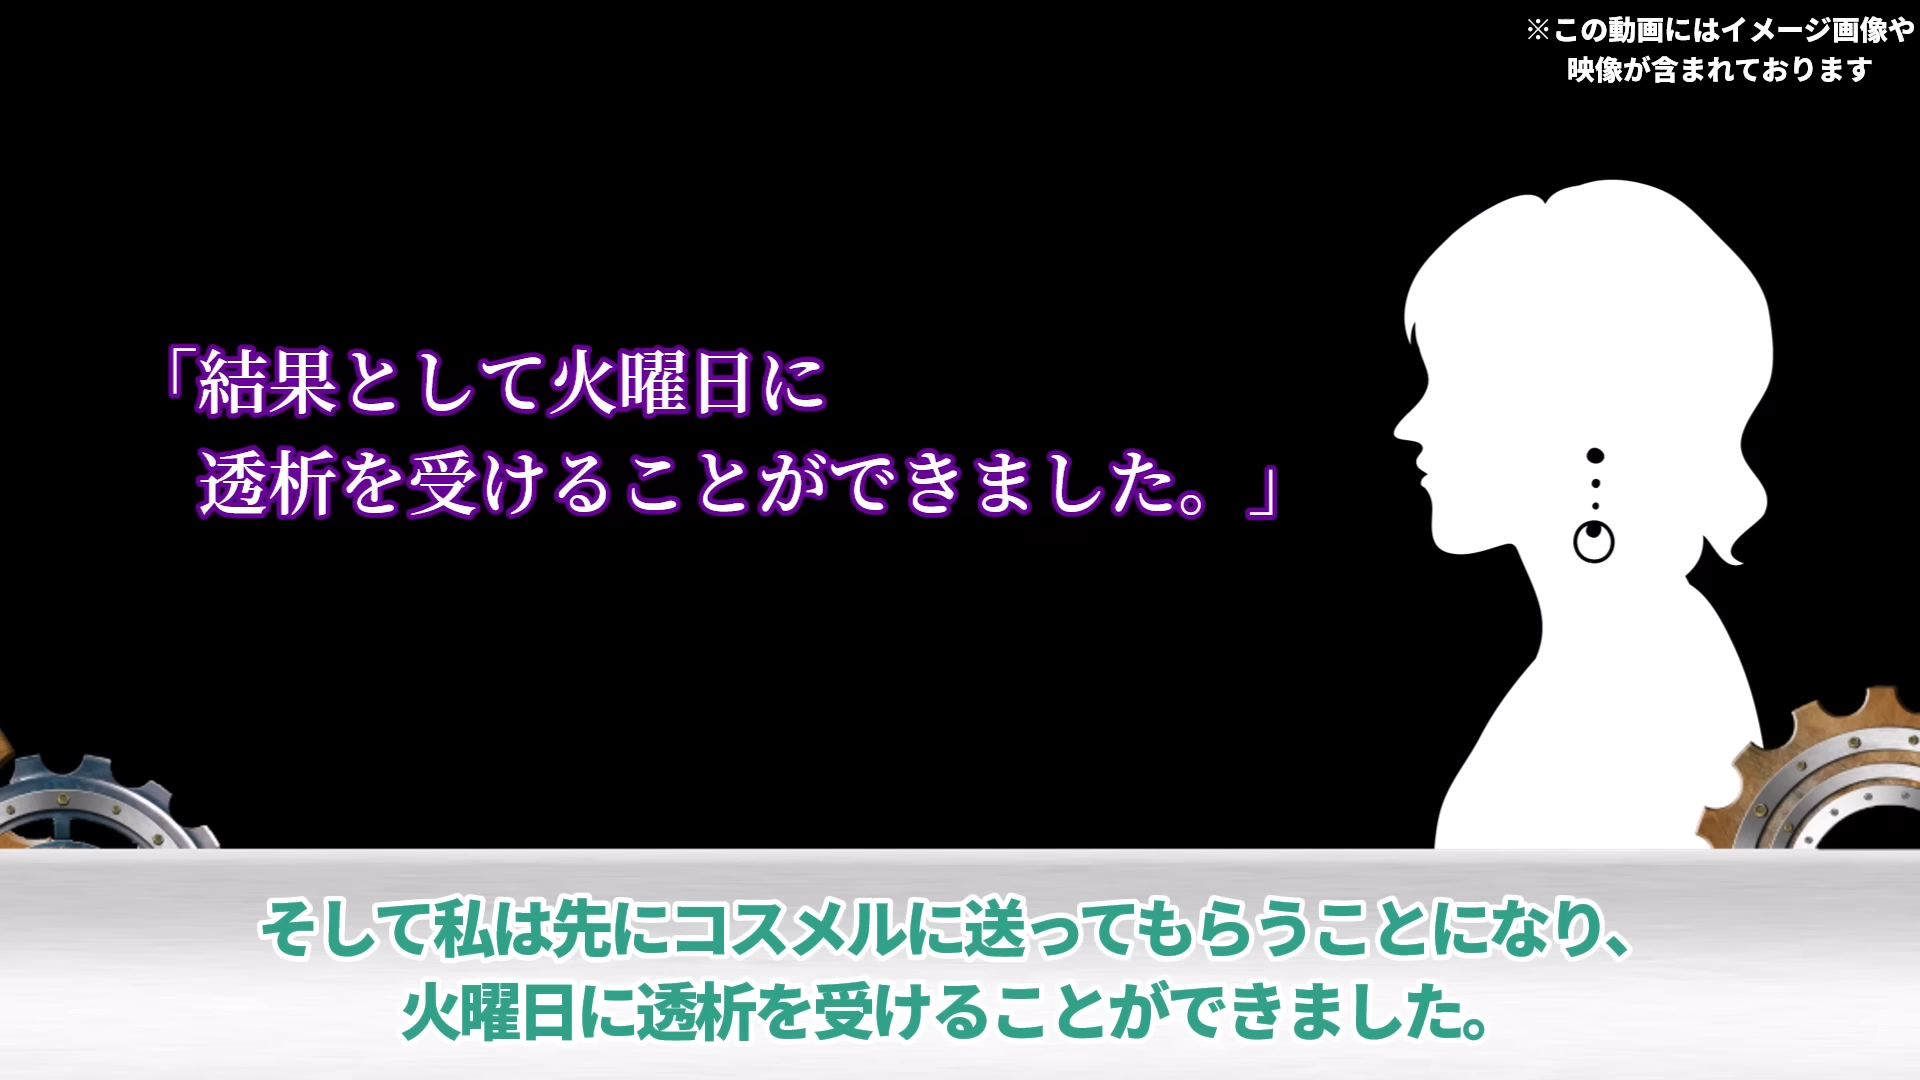 ※この動画にはイメージ画像や
映像が含まれております
「結果として火曜日に
透析を受けることができました。」
そして私は先にコスメルに送ってもらうことになり、
火曜日に透析を受けることができました。